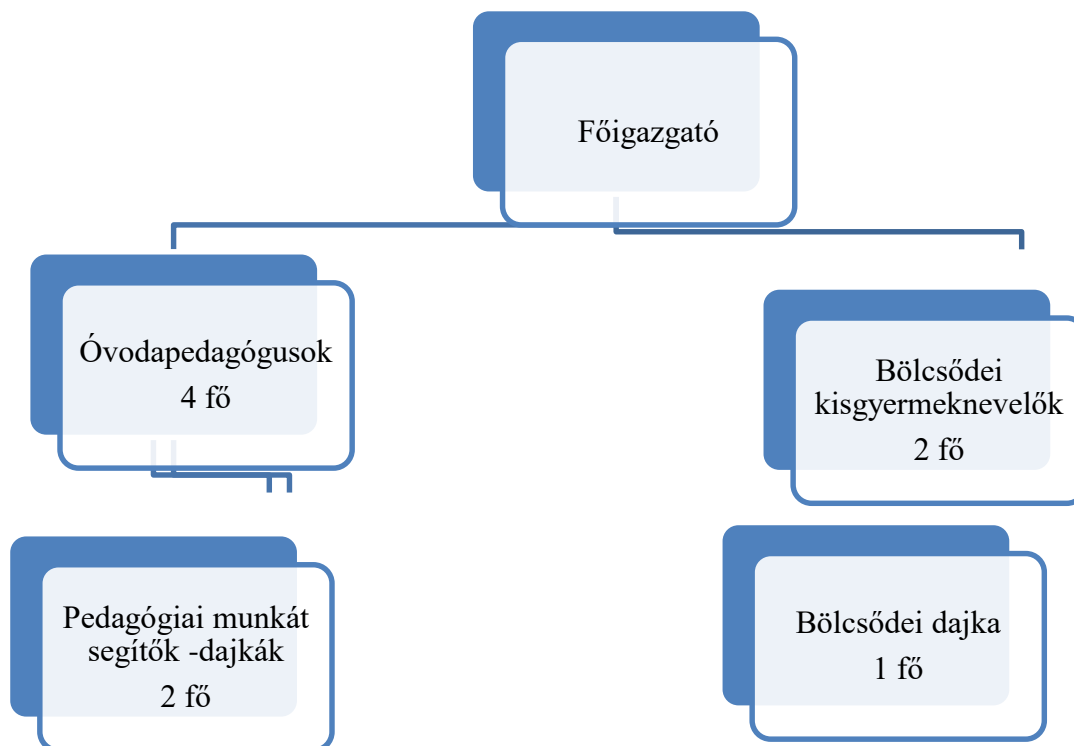 Főigazgató
Óvodapedagógusok
4 fő
Bölcsődei
kisgyermeknevelők
2 fő
Pedagógiai munkát
segítők -dajkák
2 fő
Bölcsődei dajka
1 fő